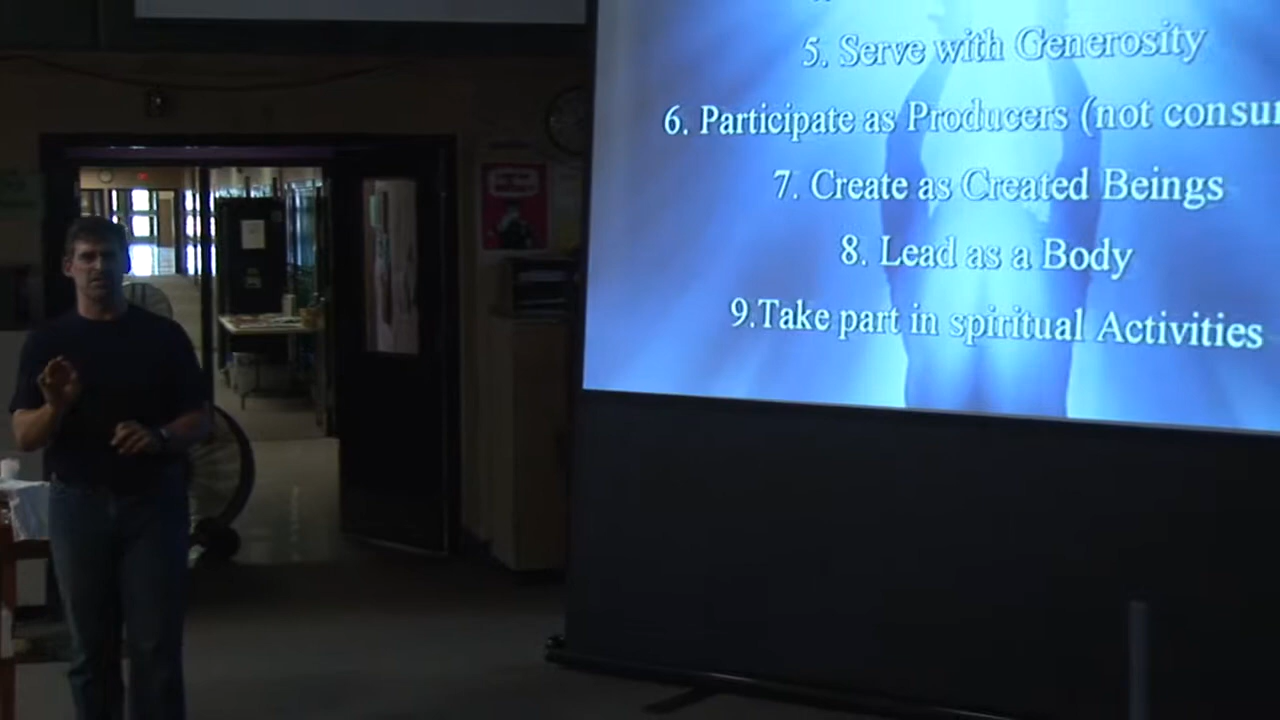 5. Serve with Generosity
6. Participate as Producers (not
7. Create as Created Beings
8. Lead as a Body
9.Take part in spiritual Activities